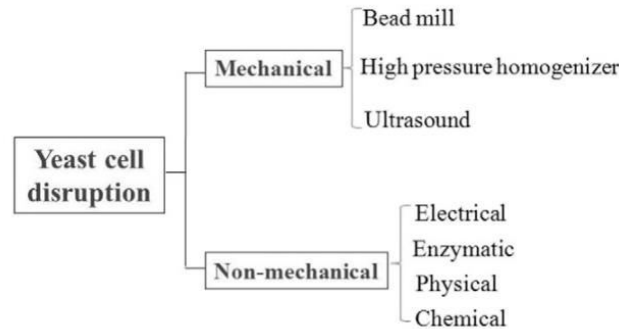 Yeast cell
disruption
Mechanical
Bead mill
High pressure homogenizer
Ultrasound
Non-mechanical
Electrical
Enzymatic
Physical
Chemical